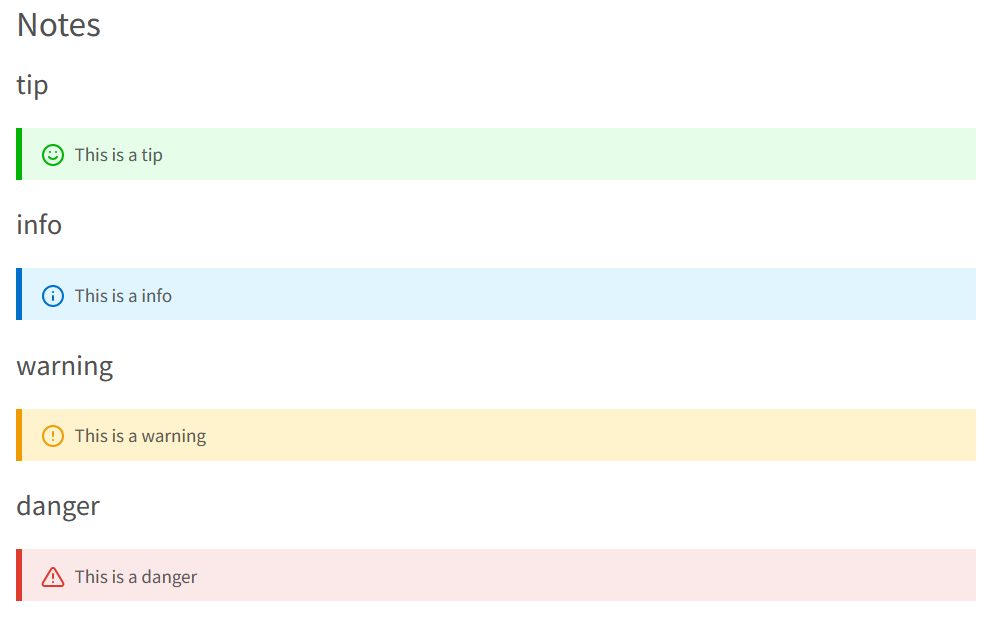 Notes
tip
This is a tip
info
This is a info
warning
This is a warning
danger
This is a danger